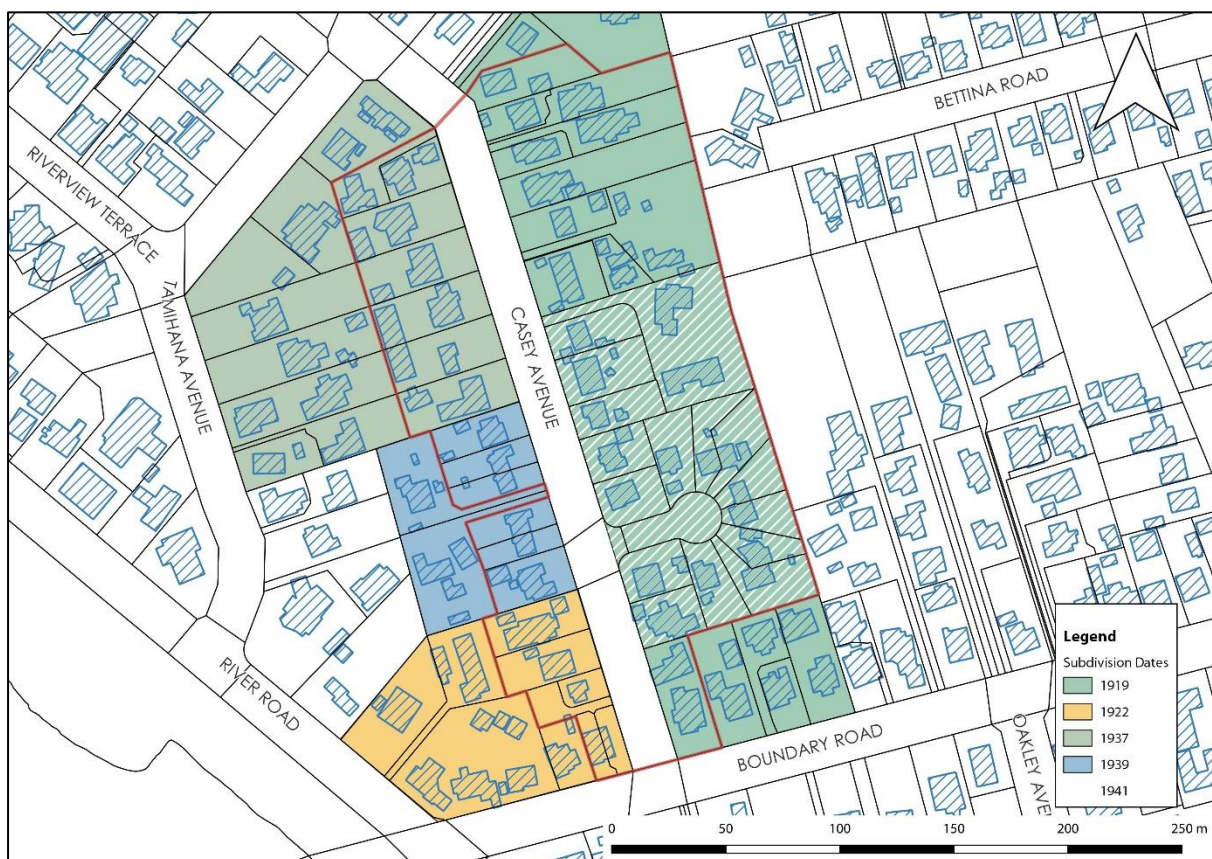 BETTINA ROAD
RIVERVIEW TERRACE
TAMIHANA AVENUE
CASEY AVENUE
RIVER ROAD
BOUNDARY ROAD
OAKLEY AVE
Legend
Subdivision Dates
1919
1922
1937
1939
1941
0 50 100 150 200 250 m